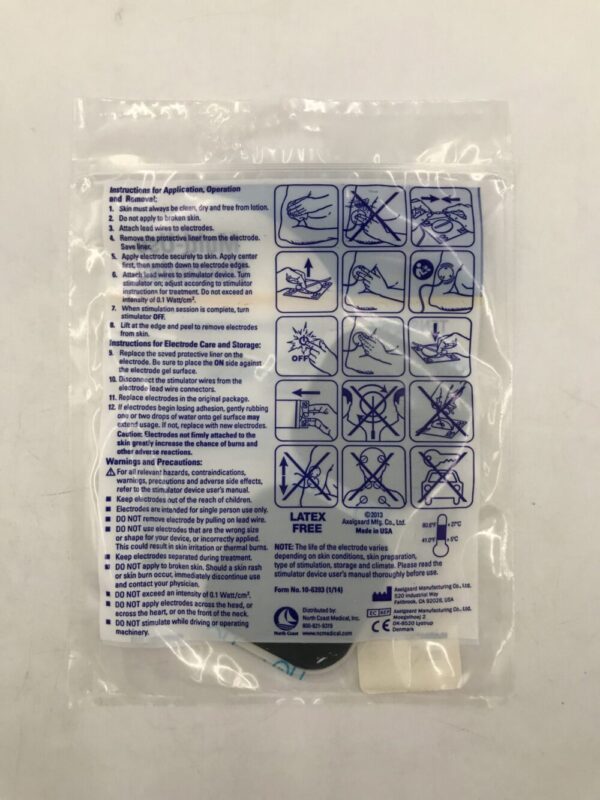 Instructions for Application, Operation
and Removal:
1. Skin must always be clean, dry and free from lotion.
2. Do not apply to broken skin.
3. Attach lead wires to electrodes.
4. Remove the protective liner from the electrode.
Save liner.
5. Apply electrode securely to skin. Apply center
first, then smooth down to electrode edges.
6. Attach lead wires to stimulator device. Turn
stimulator on; adjust according to stimulator
instructions for treatment. Do not exceed an
intensity of 0.1 Watt/cm².
7. When stimulation session is complete, turn
stimulator OFF.
8. Lift at the edge and peel to remove electrodes
from skin.
Instructions for Electrode Care and Storage:
9. Replace the saved protective liner on the
electrode. Be sure to place the ON side against
the electrode gel surface.
10. Disconnect the stimulator wires from the
electrode lead wire connectors.
11. Replace electrodes in the original package.
12. If electrodes begin losing adhesion, gently rubbing
one or two drops of water onto gel surface may
extend usage. If not, replace with new electrodes.
Caution: Electrodes not firmly attached to the
skin greatly increase the chance of burns and
other adverse reactions.
Warnings and Precautions:
For all relevant hazards, contraindications,
warnings, precautions and adverse side effects,
refer to the stimulator device user's manual.
Keep electrodes out of the reach of children.
Electrodes are intended for single person use only.
DO NOT remove electrode by pulling on lead wire.
DO NOT use electrodes that are the wrong size
or shape for your device, or incorrectly applied.
This could result in skin irritation or thermal burns.
Keep electrodes separated during treatment.
DO NOT apply to broken skin. Should a skin rash
or skin burn occur, immediately discontinue use
and contact your physician.
DO NOT exceed an intensity of 0.1 Watt/cm².
DO NOT apply electrodes across the head, or
across the heart, or on the front of the neck.
DO NOT stimulate while driving or operating
machinery.
OFF
LATEX
FREE
©2013
Axelgaard Mfg. Co., Ltd.
Made in USA
80.6°F
27°C
41.0°F
5°C
NOTE: The life of the electrode varies
depending on skin conditions, skin preparation,
type of stimulation, storage and climate. Please read the
stimulator device user's manual thoroughly before use.
Form No. 10-6293 (1/14)
North Coast
Distributed by:
North Coast Medical, Inc.
800-821-9319
www.ncmedical.com
Axelgaard Manufacturing Co., Ltd.
520 Industrial Way
Fallbrook, CA 92028, USA
EC REP
Axelgaard Manufacturing Co., Ltd.
DK-8520 Lystrup
Denmark
CE